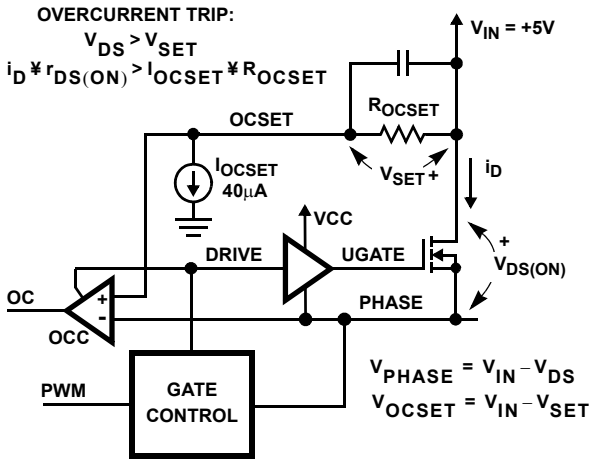 OVERCURRENT TRIP:
VDS > VSET
iD ¥ rDS(ON) > IOCSET ¥ ROCSET
VIN = +5V
ROCSET
OCSET
VSET +
iD
IOCSET
40μA
VCC
DRIVE
UGATE
+
VDS(ON)
OC
+
-
OCC
PHASE
PWM
GATE
CONTROL
VPHASE = VIN – VDS
VOCSET = VIN – VSET